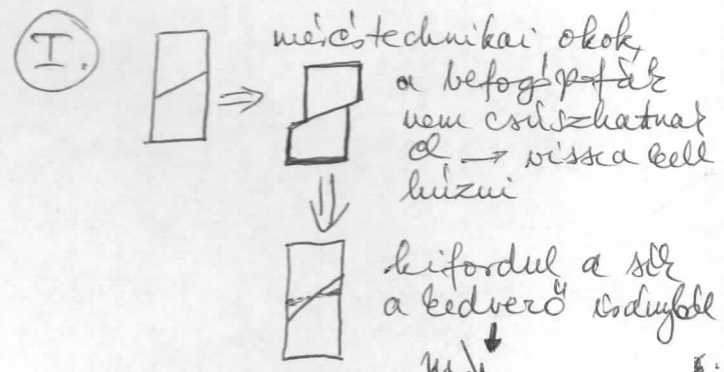 I.
méréstechnikai okok,
a befogópofák
nem csúszhatnak
el → vissza kell
húzni
kifordul a sík
a kedvező irányból